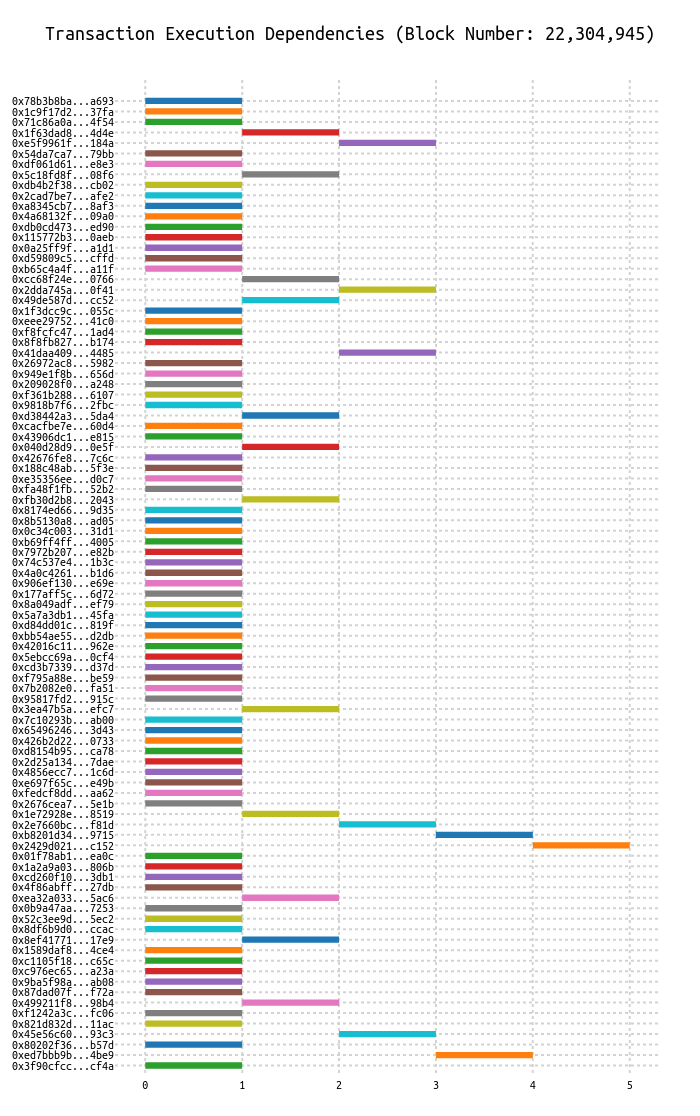 Transaction Execution Dependencies (Block Number: 22,304,945)
0x78b3b8ba...a693
0x1c9f17d2...37fa
0x71c86a0a...4f54
0x1f63dad8...4d4e
0xe5f9961f...184a
0x54da7ca7...79bb
0xdf061d61...e8e3
0x5c18fd8f...08f6
0xdb4b2f38...cb02
0x2cad7be7...afe2
0xa8345cb7...8af3
0x4a68132f...09a0
0xdb0cd473...ed90
0x115772b3...0aeb
0x0a25ff9f...a1d1
0xd59809c5...cffd
0xb65c4a4f...a11f
0xcc68f24e...0766
0x2dda745a...0f41
0x49de587d...cc52
0x1f3dcc9c...055c
0xeee29752...41c0
0xf8fcfc47...1ad4
0x8f8fb827...b174
0x41daa409...4485
0x26972ac8...5982
0x949e1f8b...656d
0x209028f0...a248
0xf361b288...6107
0x9818b7f6...2fbc
0xd38442a3...5da4
0xcacfbe7e...60d4
0x43906dc1...e815
0x040d28d9...0e5f
0x42676fe8...7c6c
0x188c48ab...5f3e
0xe35356ee...d0c7
0xfa48f1fb...52b2
0xfb30d2b8...2043
0x8174ed66...9d35
0x8b5130a8...ad05
0x0c34c003...31d1
0xb69ff4ff...4005
0x7972b207...e82b
0x74c537e4...1b3c
0x4a0c4261...b1d6
0x906ef130...e69e
0x177aff5c...6d72
0x8a049adf...ef79
0x5a7a3db1...45fa
0xd84dd01c...819f
0xbb54ae55...d2db
0x42016c11...962e
0x5ebcc69a...0cf4
0xcd3b7339...d37d
0xf795a88e...be59
0x7b2082e0...fa51
0x95817fd2...915c
0x3ea47b5a...efc7
0x7c10293b...ab00
0x65496246...3d43
0x426b2d22...0733
0xd8154b95...ca78
0x2d25a134...7dae
0x4856ecc7...1c6d
0xe697f65c...e49b
0xfedcf8dd...aa62
0x2676cea7...5e1b
0x1e72928e...8519
0x2e7660bc...f81d
0xb8201d34...9715
0x2429d021...c152
0x01f78ab1...ea0c
0x1a2a9a03...806b
0xcd260f10...3db1
0x4f86abff...27db
0xea32a033...5ac6
0x0b9a47aa...7253
0x52c3ee9d...5ec2
0x8df6b9d0...ccac
0x8ef41771...17e9
0x1589daf8...4ce4
0xc1105f18...c65c
0xc976ec65...a23a
0x9ba5f98a...ab08
0x87dad07f...f72a
0x499211f8...98b4
0xf1242a3c...fc06
0x821d832d...11ac
0x45e56c60...93c3
0x80202f36...b57d
0xed7bbb9b...4be9
0x3f90cfcc...cf4a
0 1 2 3 4 5